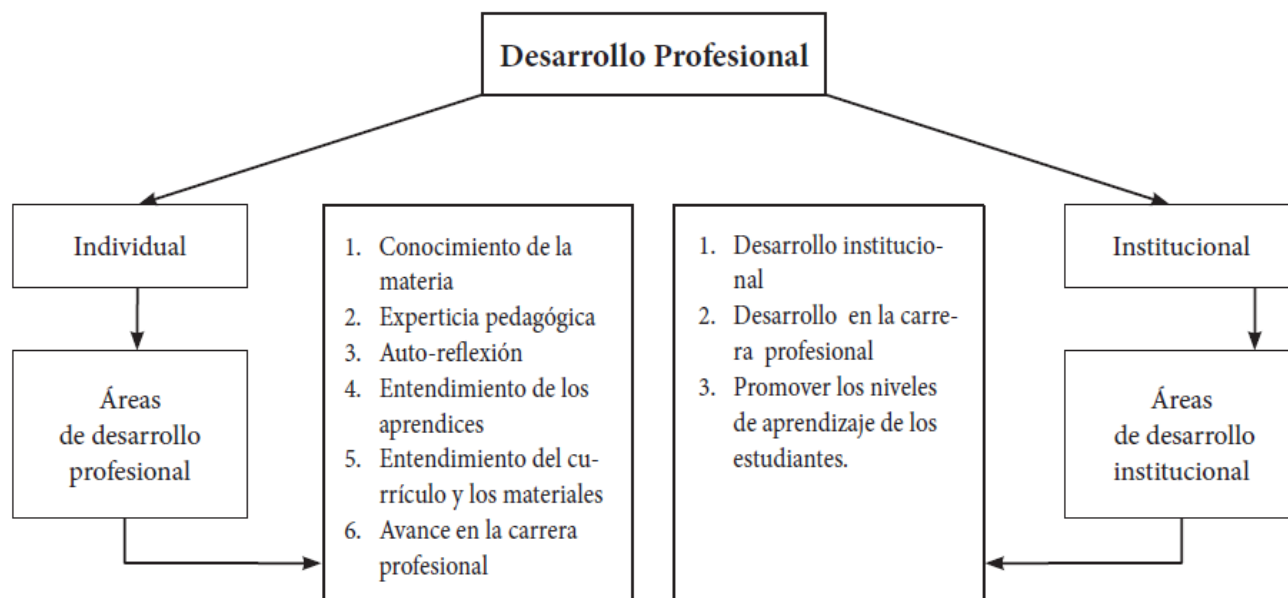 Desarrollo Profesional
Individual
Áreas
de desarrollo
profesional
1. Conocimiento de la
materia
2. Experticia pedagógica
3. Auto-reflexión
4. Entendimiento de los
aprendices
5. Entendimiento del cu-
rrículo y los materiales
6. Avance en la carrera
profesional
1. Desarrollo institucio-
nal
2. Desarrollo en la carre-
ra profesional
3. Promover los niveles
de aprendizaje de los
estudiantes.
Institucional
Áreas
de desarrollo
institucional